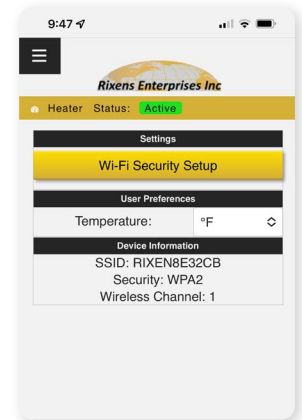 9:47
Rixens Enterprises Inc
Heater Status: Active
Settings
Wi-Fi Security Setup
User Preferences
Temperature: °F
Device Information
SSID: RIXEN8E32CB
Security: WPA2
Wireless Channel: 1